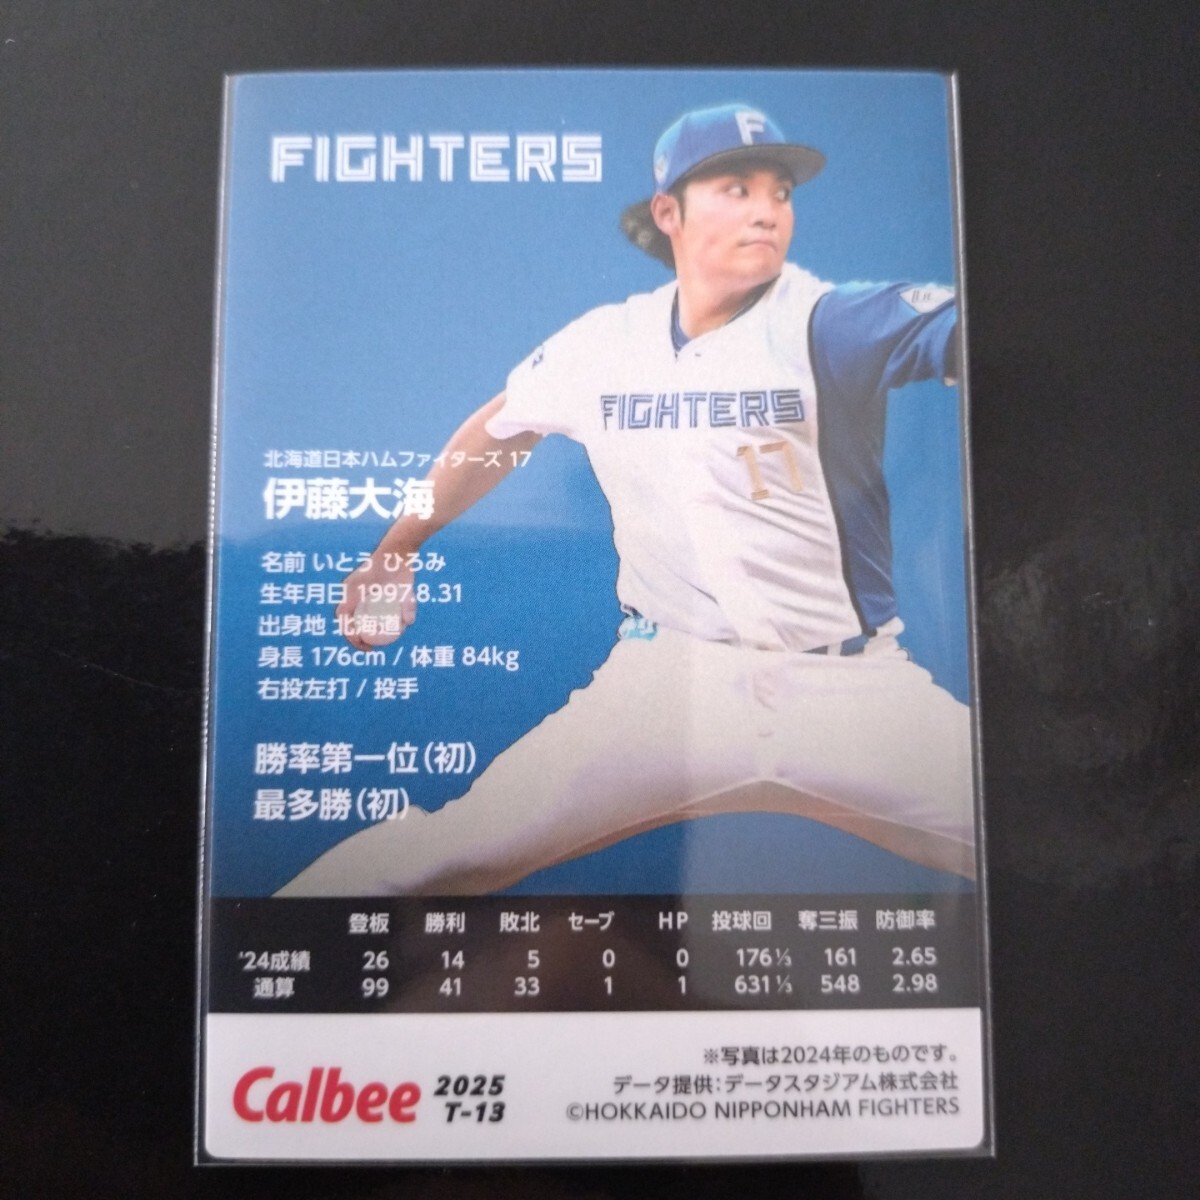 FIGHTERS
FIGHTERS
17
北海道日本ハムファイターズ 17
伊藤大海
名前 いとう ひろみ
生年月日 1997.8.31
出身地 北海道
身長 176cm / 体重 84kg
右投左打 / 投手
勝率第一位(初)
最多勝(初)
登板 勝利 敗北 セーブ HP 投球回 奪三振 防御率
'24成績 26 14 5 0 0 176⅓ 161 2.65
通算 99 41 33 1 1 631⅓ 548 2.98
Calbee 2025
T-13
※写真は2024年のものです。
データ提供:データスタジアム株式会社
©HOKKAIDO NIPPONHAM FIGHTERS